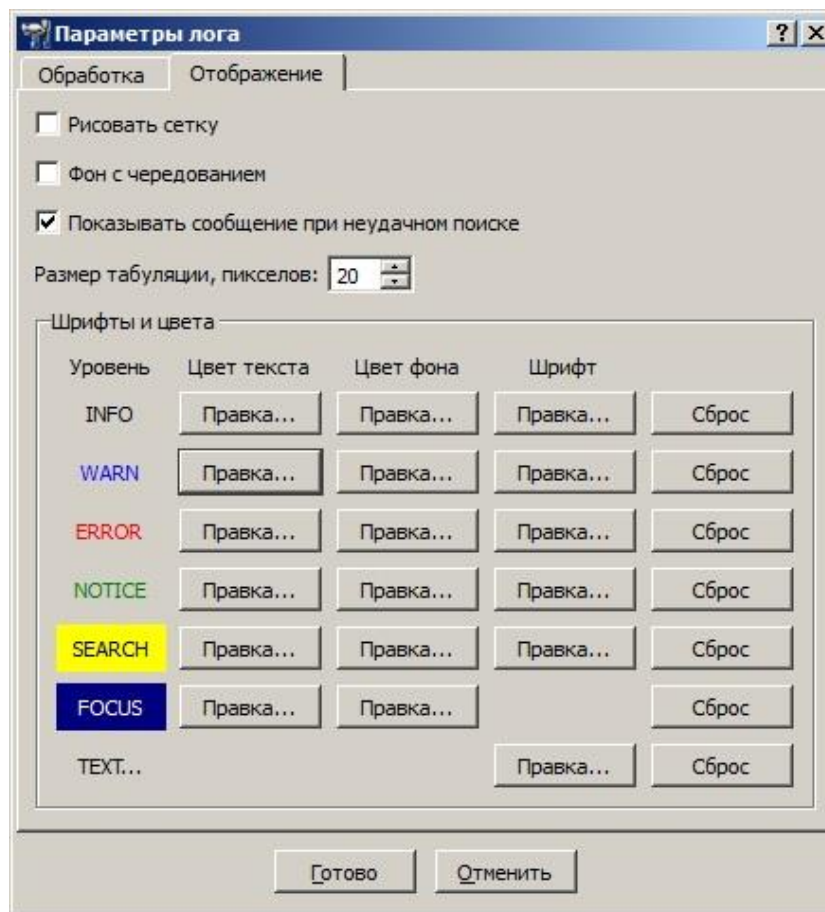 Параметры лога
Обработка Отображение
Рисовать сетку
Фон с чередованием
Показывать сообщение при неудачном поиске
Размер табуляции, пикселов: 20
Шрифты и цвета
Уровень Цвет текста Цвет фона Шрифт
INFO Правка... Правка... Правка... Сброс
WARN Правка... Правка... Правка... Сброс
ERROR Правка... Правка... Правка... Сброс
NOTICE Правка... Правка... Правка... Сброс
SEARCH Правка... Правка... Правка... Сброс
FOCUS Правка... Правка... Сброс
TEXT... Правка... Сброс
Готово Отменить